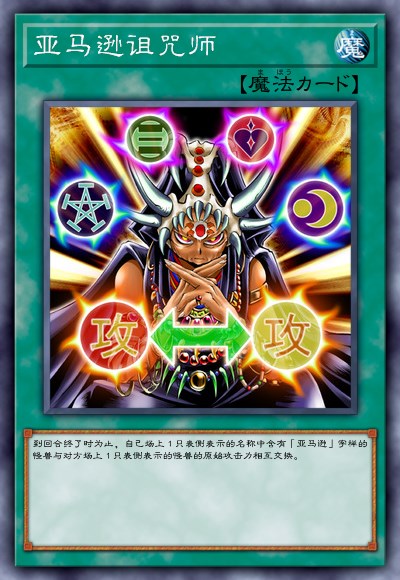 亚马逊诅咒师
魔
【魔法カード】
ま ほう
攻 攻
到回合终了时为止，自己场上1只表侧表示的名称中含有「亚马逊」字样的
怪兽与对方场上1只表侧表示的怪兽的原始攻击力相互交换。